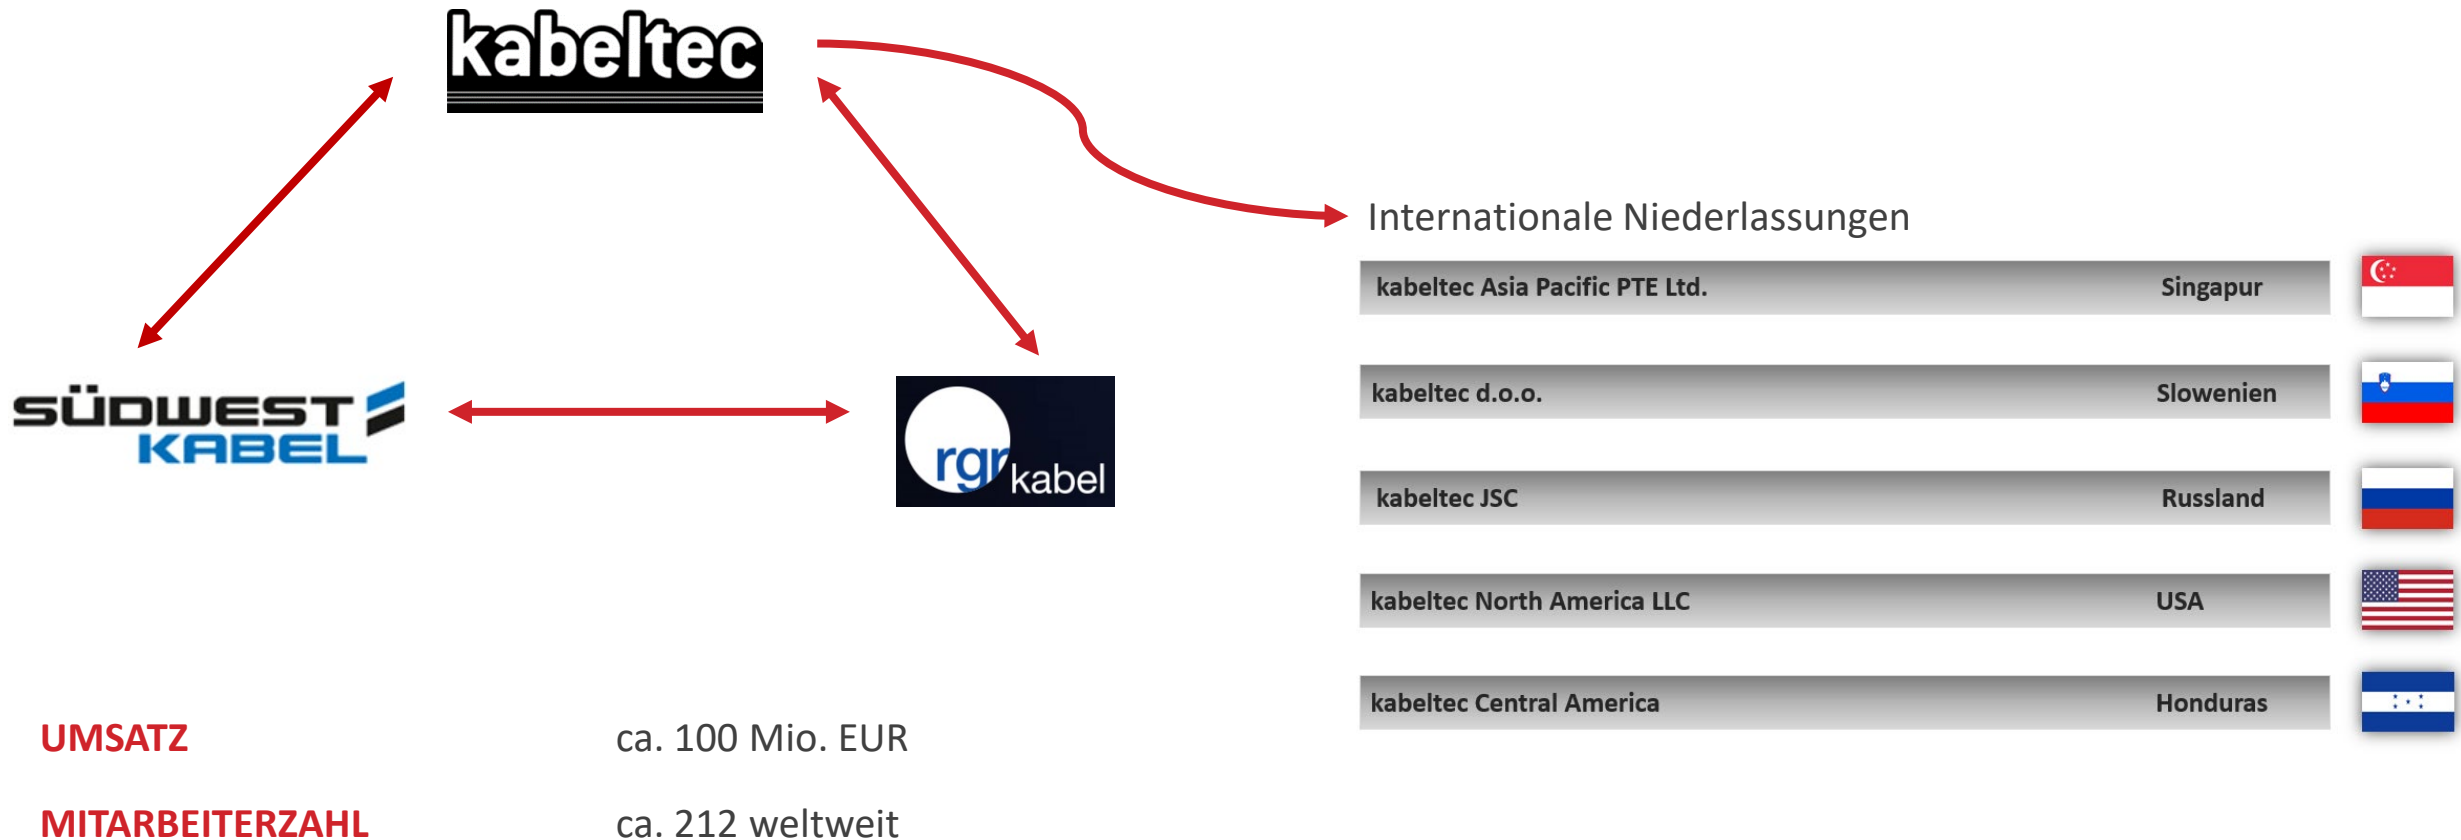 kabeltec
SÜDWEST
KABEL
rgr kabel
Internationale Niederlassungen
kabeltec Asia Pacific PTE Ltd. Singapur
kabeltec d.o.o. Slowenien
kabeltec JSC Russland
kabeltec North America LLC USA
kabeltec Central America Honduras
UMSATZ ca. 100 Mio. EUR
MITARBEITERZAHL ca. 212 weltweit